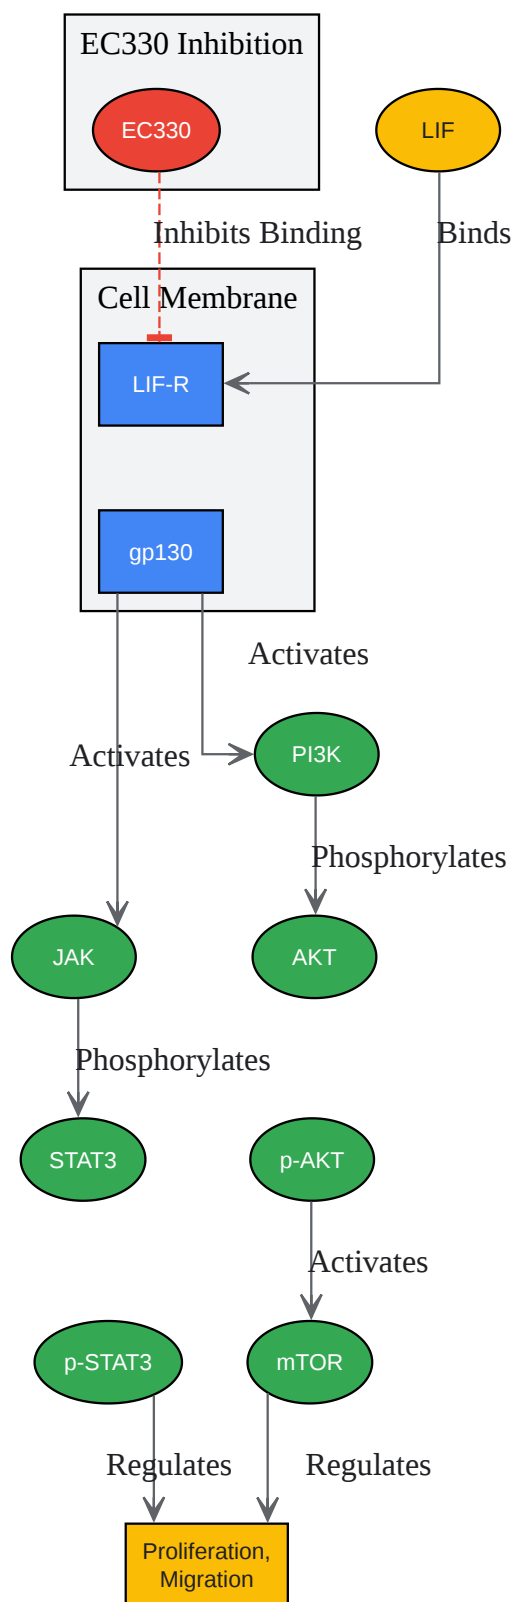 EC330 Inhibition
EC330
LIF
Inhibits Binding
Binds
Cell Membrane
LIF-R
gp130
Activates
PI3K
Activates
Phosphorylates
JAK
AKT
Phosphorylates
STAT3
p-AKT
Activates
p-STAT3
mTOR
Regulates
Regulates
Proliferation,
Migration